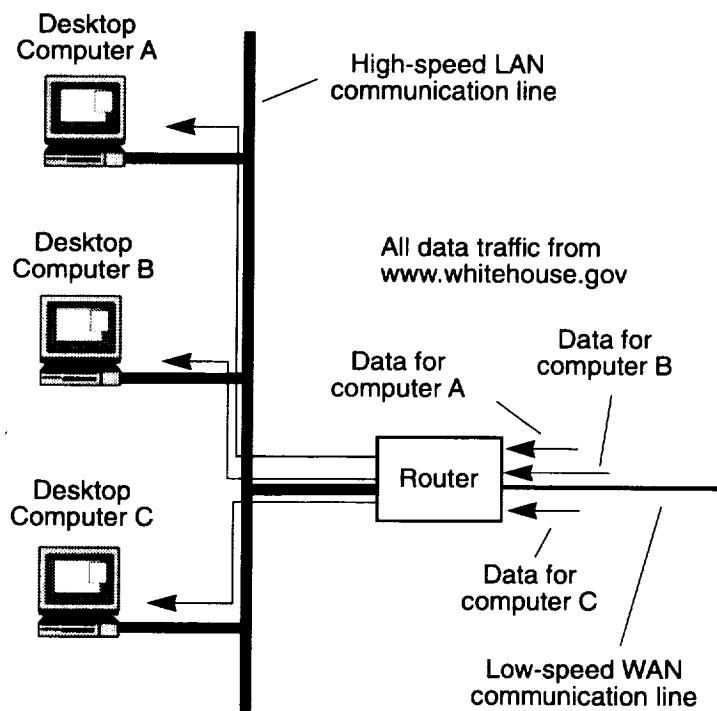 Desktop
Computer A
High-speed LAN
communication line
Desktop
Computer B
All data traffic from
www.whitehouse.gov
Data for
computer A
Data for
computer B
Router
Desktop
Computer C
Data for
computer C
Low-speed WAN
communication line